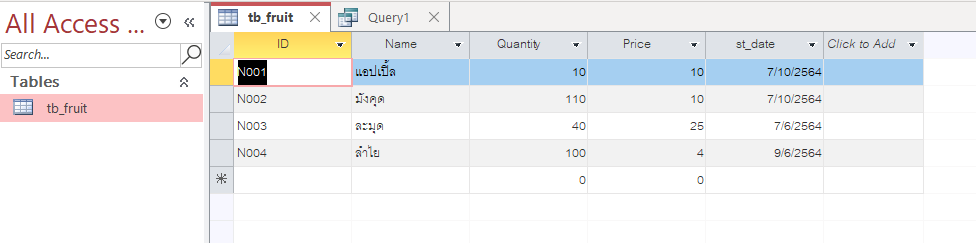 All Access ...
Search...
Tables
tb_fruit
tb_fruit Query1
ID Name Quantity Price st_date Click to Add
N001 แอปเปิ้ล 10 10 7/10/2564
N002 มังคุด 110 10 7/10/2564
N003 ละมุด 40 25 7/6/2564
N004 ลำไย 100 4 9/6/2564
0 0